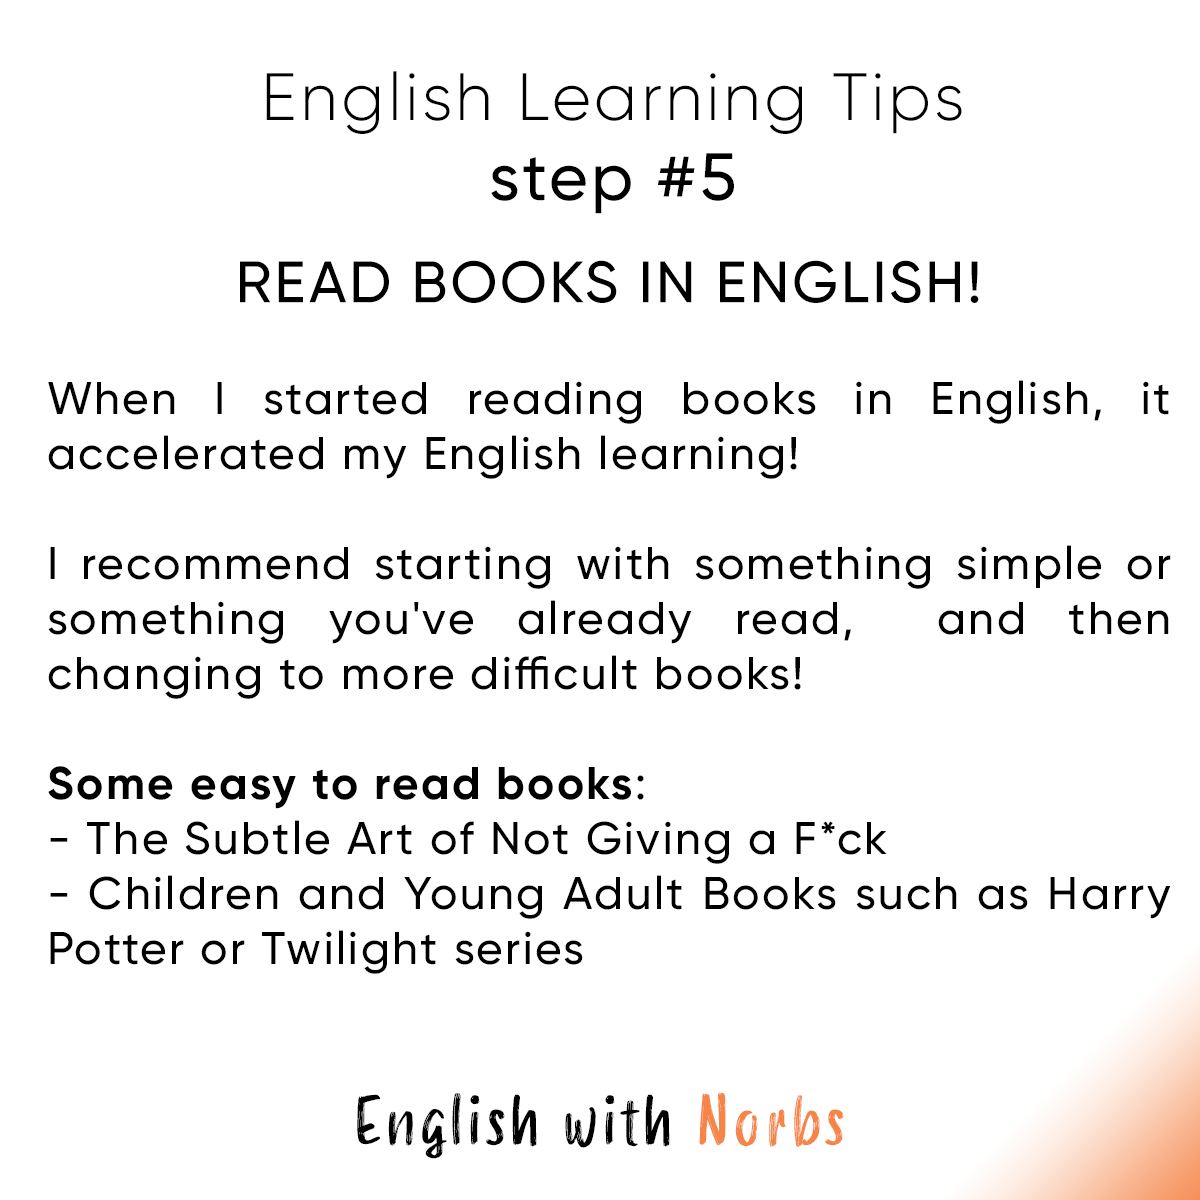 English Learning Tips
step #5
READ BOOKS IN ENGLISH!
When I started reading books in English, it
accelerated my English learning!
I recommend starting with something simple or
something you've already read, and then
changing to more difficult books!
Some easy to read books:
- The Subtle Art of Not Giving a F*ck
- Children and Young Adult Books such as Harry
Potter or Twilight series
English with Norbs